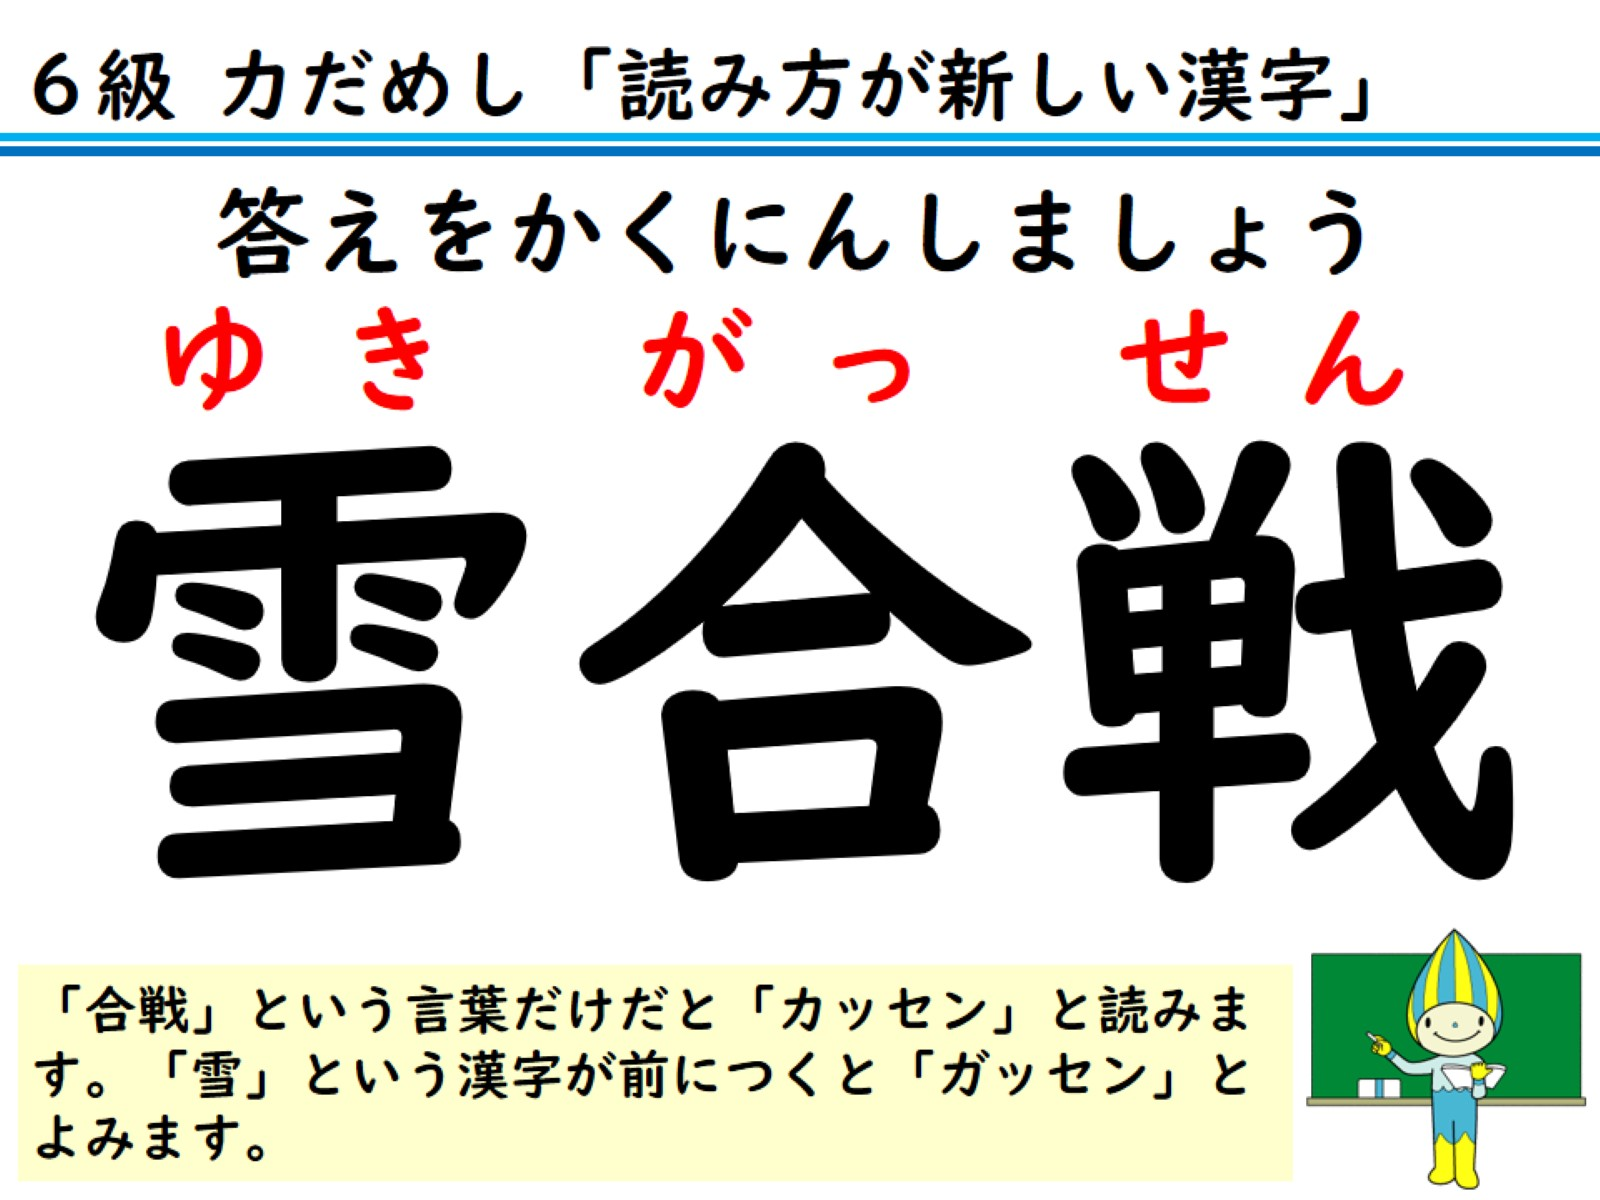 ６級 力だめし「読み方が新しい漢字」
答えをかくにんしましょう
ゆき がっ せん
雪合戦
「合戦」という言葉だけだと「カッセン」と読みま
す。「雪」という漢字が前につくと「ガッセン」と
よみます。